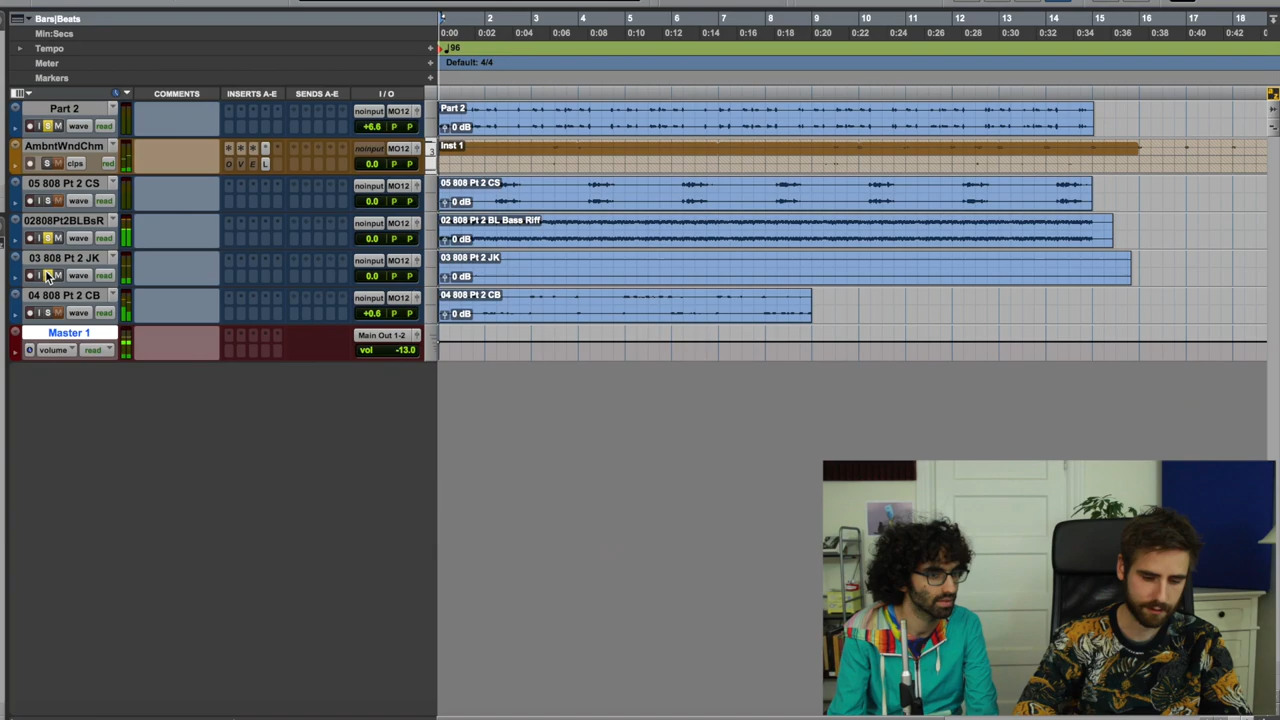 Bars|Beats
2 3 4 5 6 7 8 9 10 11 12 13 14 15 16 17 18
Min:Secs
0:00 0:02 0:04 0:06 0:08 0:10 0:12 0:14 0:16 0:18 0:20 0:22 0:24 0:26 0:28 0:30 0:32 0:34 0:36 0:38 0:40 0:42 0:44
Tempo
96
Meter
Default: 4/4
Markers
COMMENTS INSERTS A-E SENDS A-E I / O
Part 2
noinput MO12
I S M wave read
+6.6 P P
Part 2
0 dB
AmbntWndChm
noinput MO12
S M clps red
O V E L
0.0 P P
3
Inst 1
05 808 Pt 2 CS
noinput MO12
I S M wave read
0.0 P P
05 808 Pt 2 CS
02808Pt2BLBsR
noinput MO12
I S M wave read
0.0 P P
02 808 Pt 2 BL Bass Riff
0 dB
03 808 Pt 2 JK
noinput MO12
I S M wave read
0.0 P P
03 808 Pt 2 JK
0 dB
04 808 Pt 2 CB
noinput MO12
I S M wave read
+0.6 P P
04 808 Pt 2 CB
0 dB
Master 1
Main Out 1-2
volume read
vol -13.0